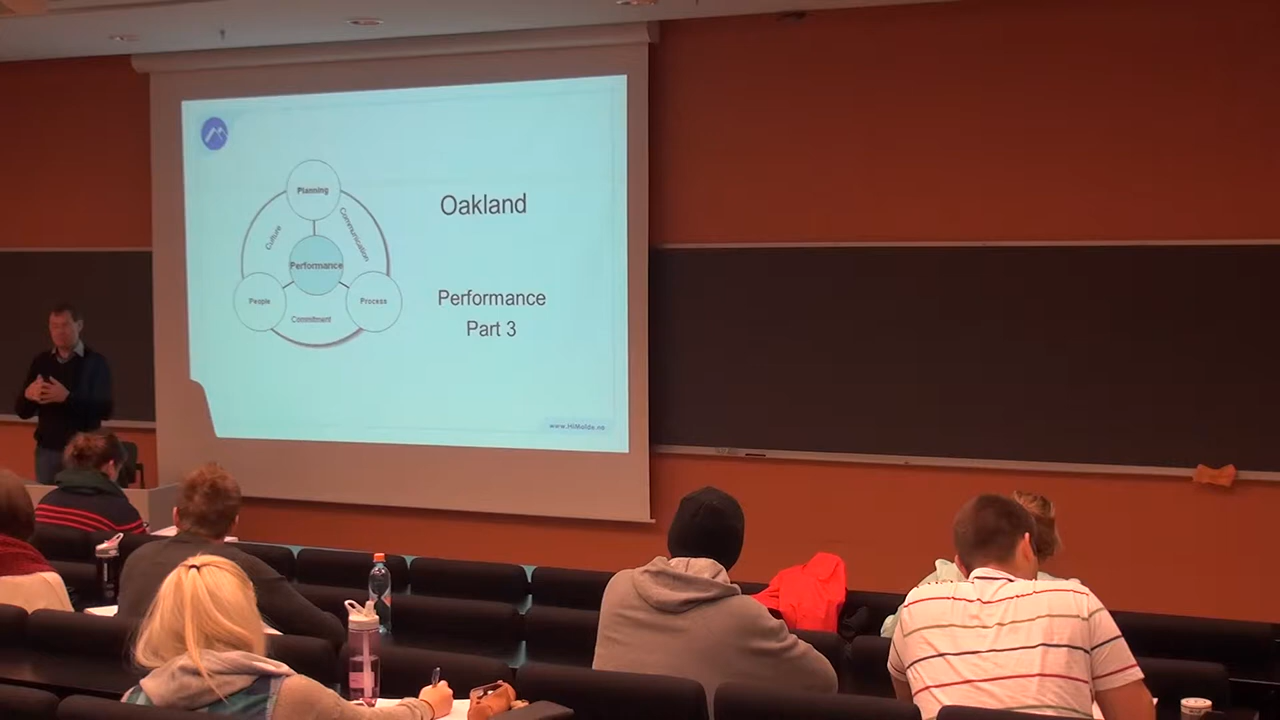 Planning
Culture
Communication
Performance
People
Process
Commitment
Oakland
Performance
Part 3
www.HiMolde.no